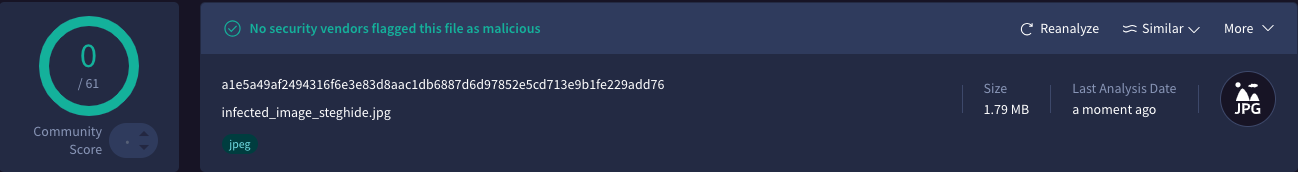 0
/ 61
Community
Score
No security vendors flagged this file as malicious
Reanalyze
Similar
More
a1e5a49af2494316f6e3e83d8aac1db6887d6d97852e5cd713e9b1fe229add76
infected_image_steghide.jpg
jpeg
Size
1.79 MB
Last Analysis Date
a moment ago
JPG